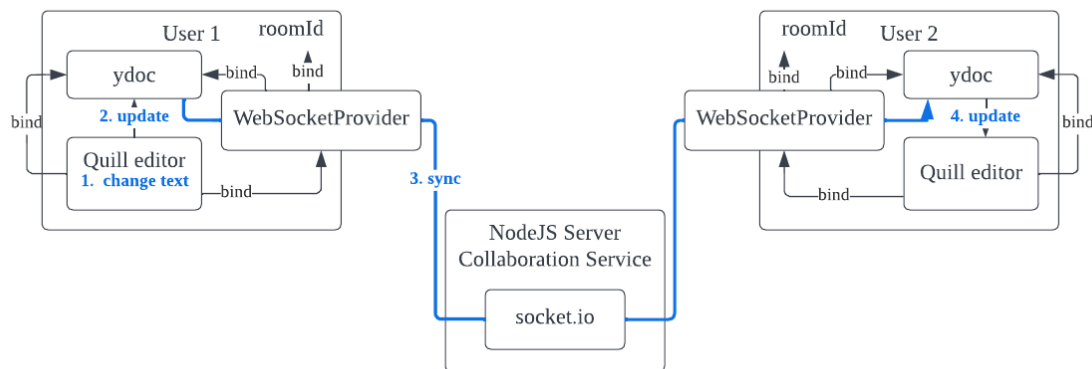 User 1
roomId
ydoc
bind
bind
bind
2. update
WebSocketProvider
Quill editor
1. change text
bind
3. sync
NodeJS Server
Collaboration Service
socket.io
roomId
User 2
bind
bind
ydoc
WebSocketProvider
4. update
bind
Quill editor
bind